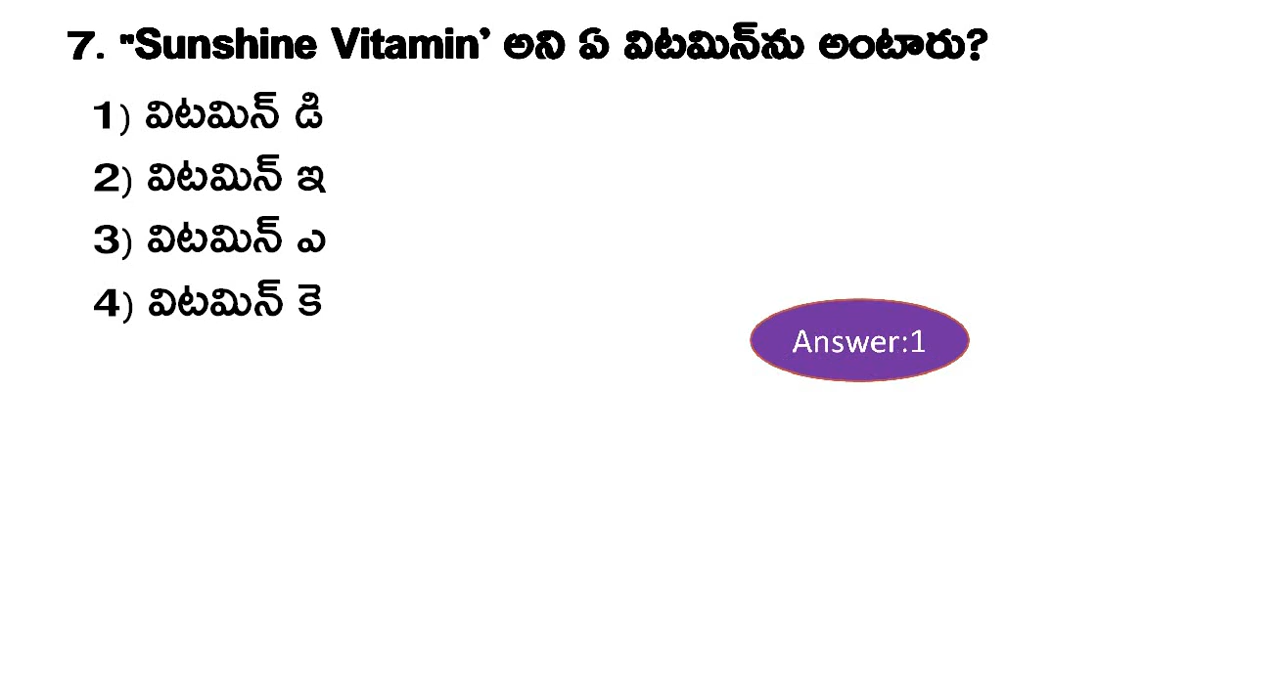 7. "Sunshine Vitamin’ అని ఏ విటమిన్‌ను అంటారు?
1) విటమిన్ డి
2) విటమిన్ ఇ
3) విటమిన్ ఎ
4) విటమిన్ కె
Answer:1